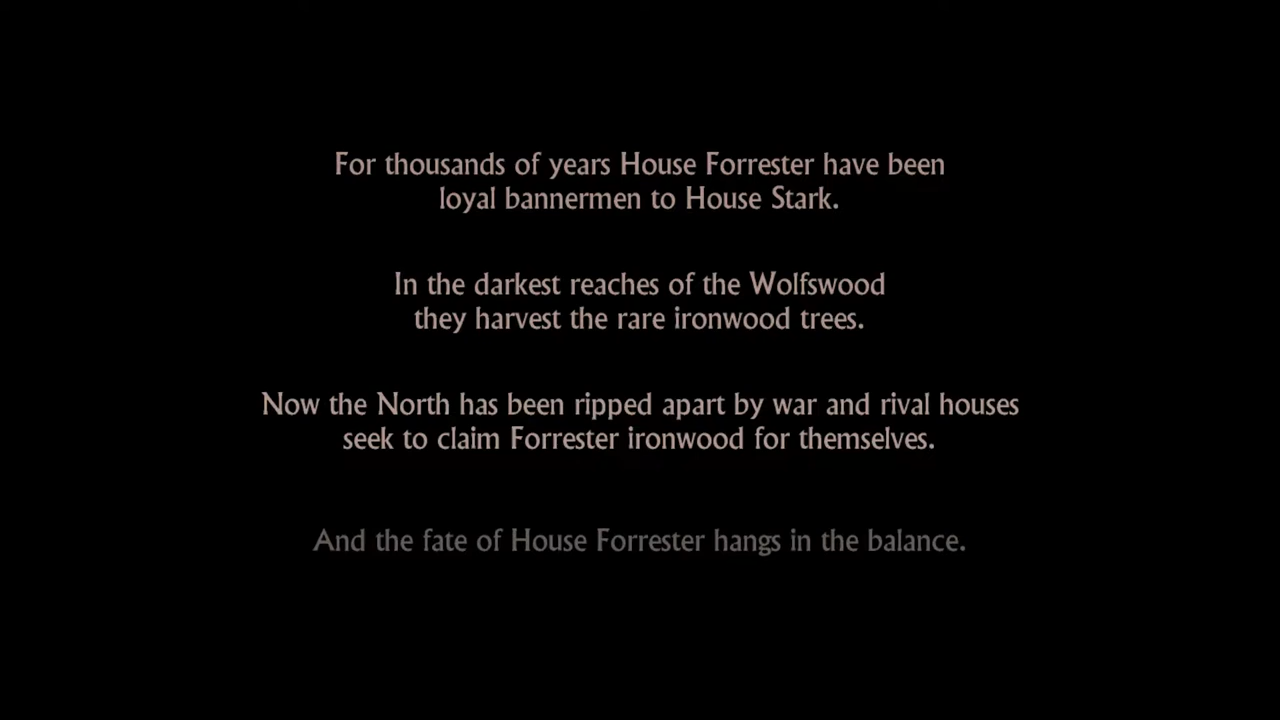 For thousands of years House Forrester have been
loyal bannermen to House Stark.
In the darkest reaches of the Wolfswood
they harvest the rare ironwood trees.
Now the North has been ripped apart by war and rival houses
seek to claim Forrester ironwood for themselves.
And the fate of House Forrester hangs in the balance.